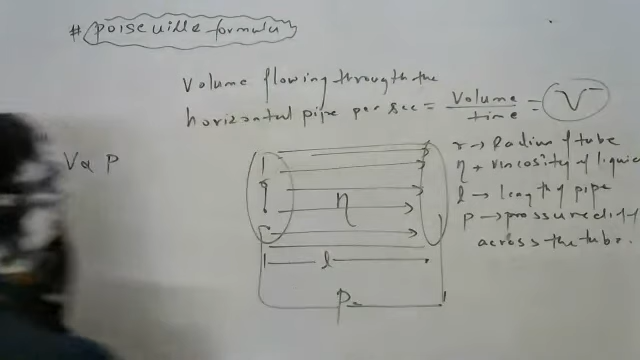 # poiseuille formula
Volume flowing through the
horizontal pipe per sec = Volume / time = V
r → Radius of tube
η → viscosity of liquid
l → length of pipe
p → pressure diff
across the tube.
V α P
r
η
l
P